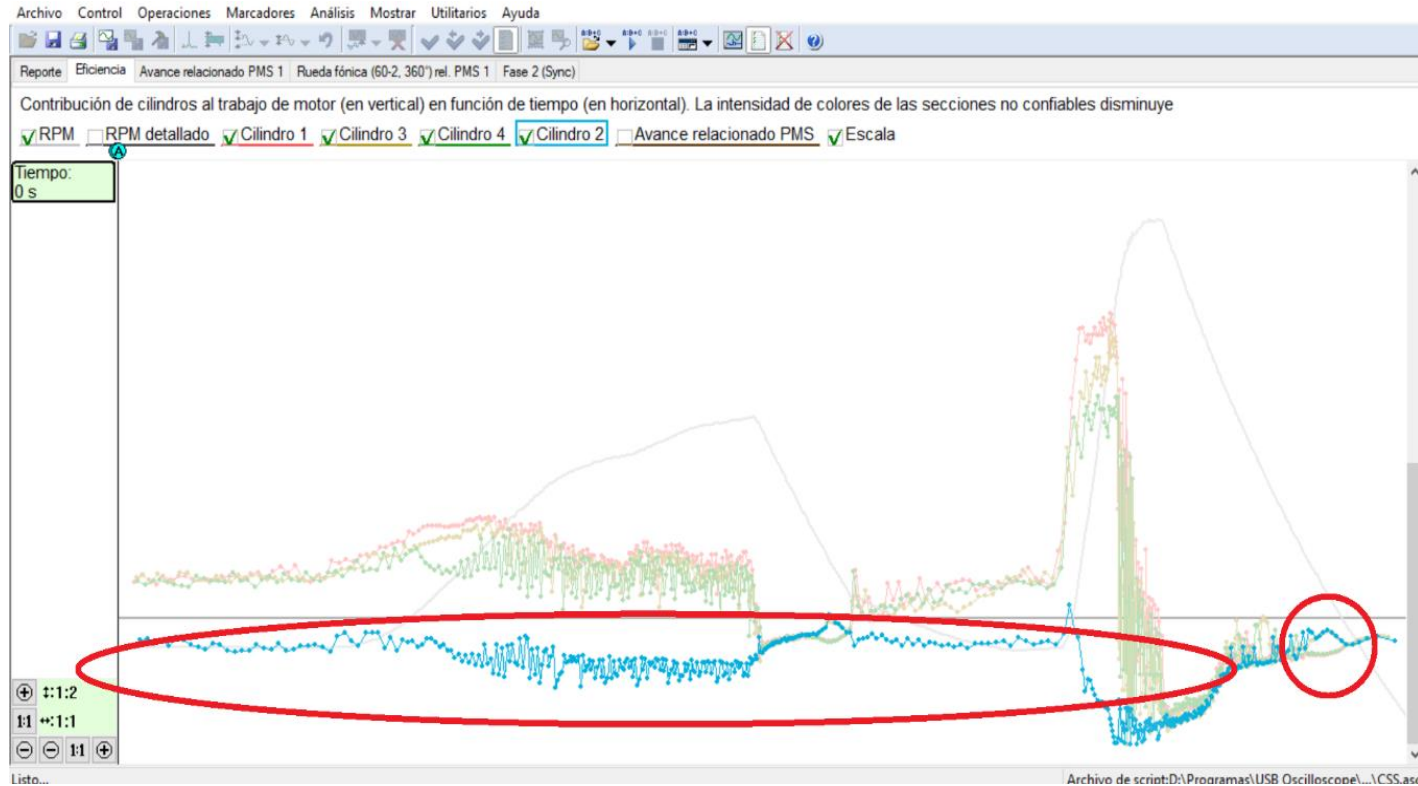 Archivo Control Operaciones Marcadores Análisis Mostrar Utilitarios Ayuda
Reporte Eficiencia Avance relacionado PMS 1 Rueda fónica (60-2, 360°) rel. PMS 1 Fase 2 (Sync)
Contribución de cilindros al trabajo de motor (en vertical) en función de tiempo (en horizontal). La intensidad de colores de las secciones no confiables disminuye
RPM RPM detallado Cilindro 1 Cilindro 3 Cilindro 4 Cilindro 2 Avance relacionado PMS Escala
A
Tiempo:
0 s
1:2
1:1 1:1
1:1
Listo... Archivo de script:D:\Programas\USB Oscilloscope\...\CSS.as